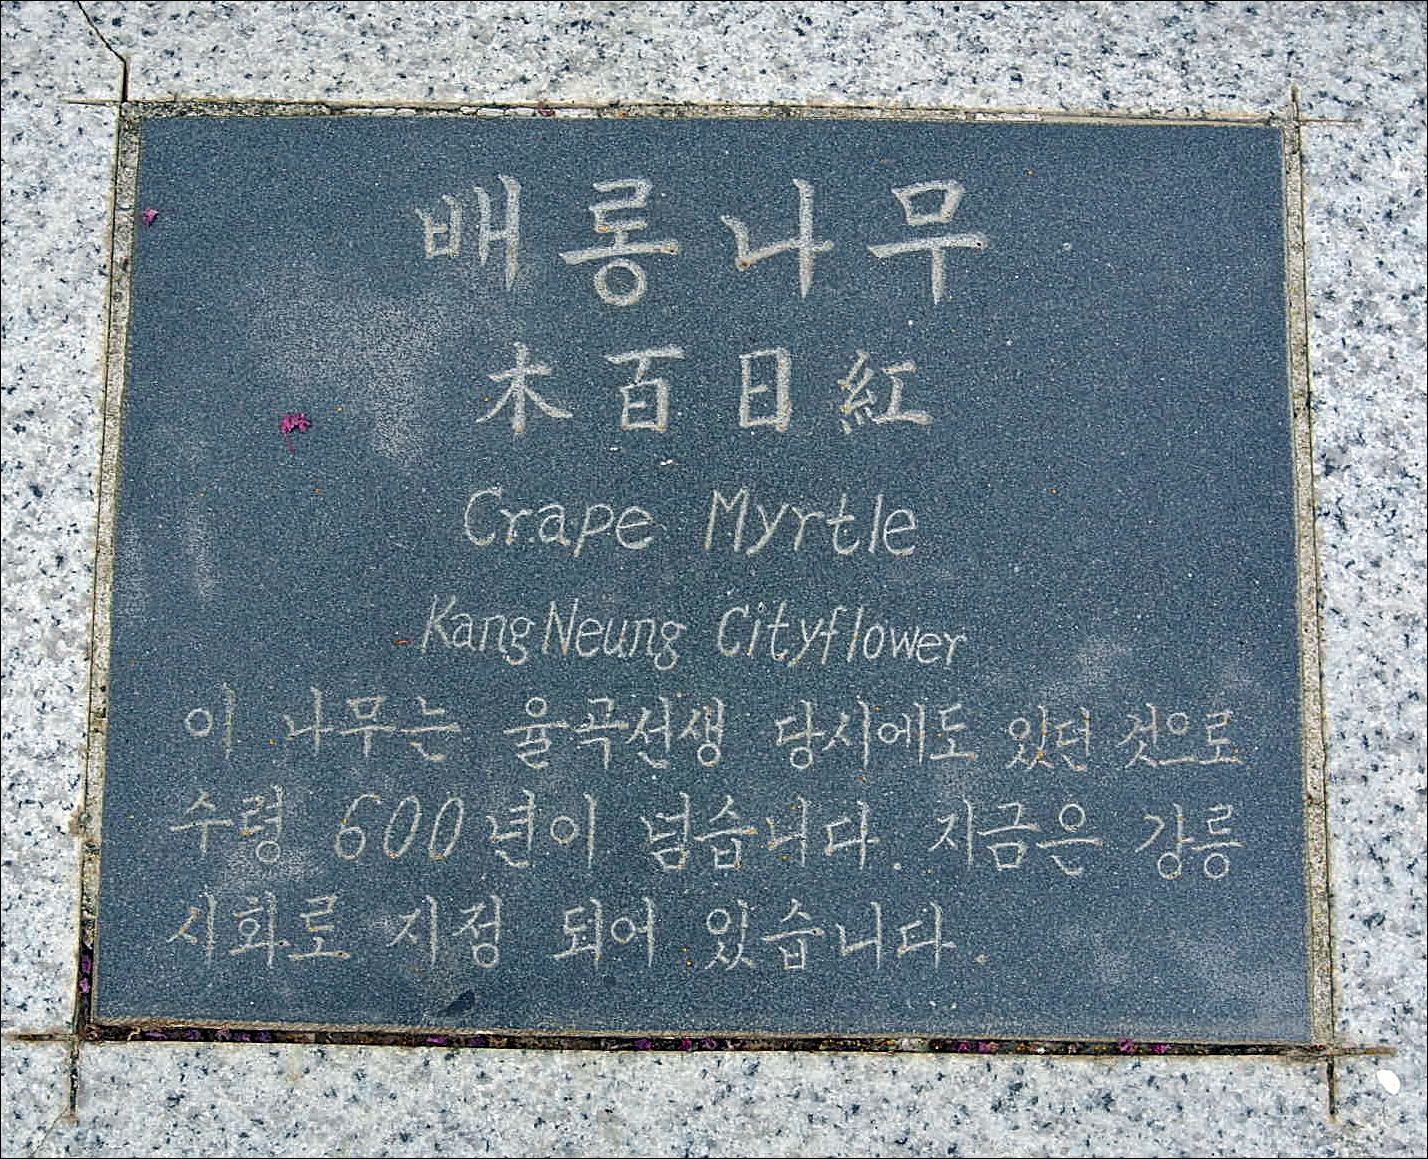 배롱나무
木百日紅
Crape Myrtle
KangNeung Cityflower
이 나무는 율곡선생 당시에도 있던 것으로
수령 600년이 넘습니다. 지금은 강릉
시화로 지정 되어 있습니다.